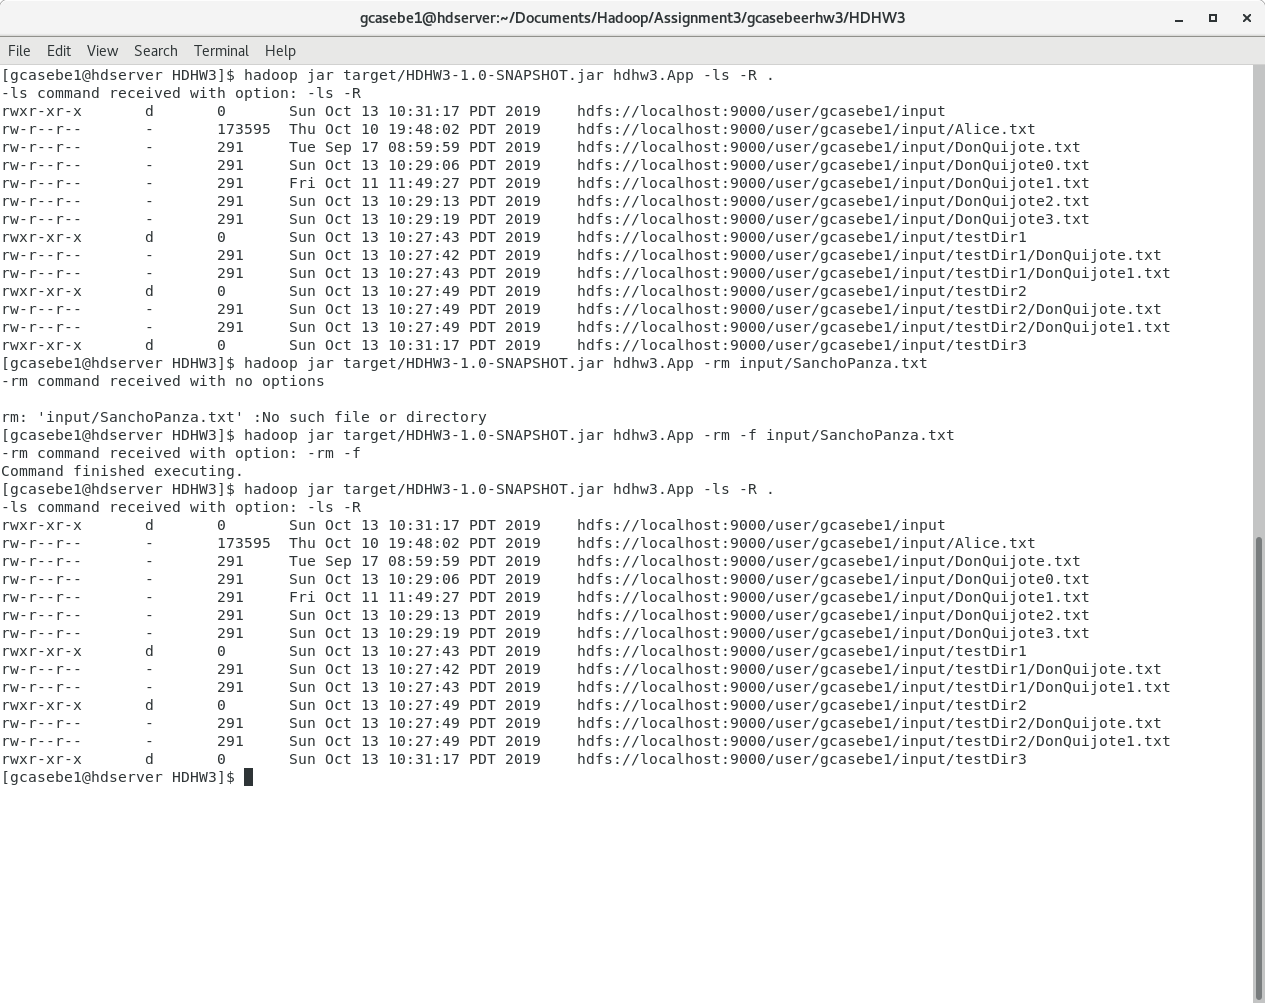 gcasebe1@hdserver:~/Documents/Hadoop/Assignment3/gcasebeerhw3/HDHW3
File Edit View Search Terminal Help
[gcasebe1@hdserver HDHW3]$ hadoop jar target/HDHW3-1.0-SNAPSHOT.jar hdhw3.App -ls -R .
-ls command received with option: -ls -R
rwxr-xr-x       d       0       Sun Oct 13 10:31:17 PDT 2019    hdfs://localhost:9000/user/gcasebe1/input
rw-r--r--       -       173595  Thu Oct 10 19:48:02 PDT 2019    hdfs://localhost:9000/user/gcasebe1/input/Alice.txt
rw-r--r--       -       291     Tue Sep 17 08:59:59 PDT 2019    hdfs://localhost:9000/user/gcasebe1/input/DonQuijote.txt
rw-r--r--       -       291     Sun Oct 13 10:29:06 PDT 2019    hdfs://localhost:9000/user/gcasebe1/input/DonQuijote0.txt
rw-r--r--       -       291     Fri Oct 11 11:49:27 PDT 2019    hdfs://localhost:9000/user/gcasebe1/input/DonQuijote1.txt
rw-r--r--       -       291     Sun Oct 13 10:29:13 PDT 2019    hdfs://localhost:9000/user/gcasebe1/input/DonQuijote2.txt
rw-r--r--       -       291     Sun Oct 13 10:29:19 PDT 2019    hdfs://localhost:9000/user/gcasebe1/input/DonQuijote3.txt
rwxr-xr-x       d       0       Sun Oct 13 10:27:43 PDT 2019    hdfs://localhost:9000/user/gcasebe1/input/testDir1
rw-r--r--       -       291     Sun Oct 13 10:27:42 PDT 2019    hdfs://localhost:9000/user/gcasebe1/input/testDir1/DonQuijote.txt
rw-r--r--       -       291     Sun Oct 13 10:27:43 PDT 2019    hdfs://localhost:9000/user/gcasebe1/input/testDir1/DonQuijote1.txt
rwxr-xr-x       d       0       Sun Oct 13 10:27:49 PDT 2019    hdfs://localhost:9000/user/gcasebe1/input/testDir2
rw-r--r--       -       291     Sun Oct 13 10:27:49 PDT 2019    hdfs://localhost:9000/user/gcasebe1/input/testDir2/DonQuijote.txt
rw-r--r--       -       291     Sun Oct 13 10:27:49 PDT 2019    hdfs://localhost:9000/user/gcasebe1/input/testDir2/DonQuijote1.txt
rwxr-xr-x       d       0       Sun Oct 13 10:31:17 PDT 2019    hdfs://localhost:9000/user/gcasebe1/input/testDir3
[gcasebe1@hdserver HDHW3]$ hadoop jar target/HDHW3-1.0-SNAPSHOT.jar hdhw3.App -rm input/SanchoPanza.txt
-rm command received with no options
rm: 'input/SanchoPanza.txt' :No such file or directory
[gcasebe1@hdserver HDHW3]$ hadoop jar target/HDHW3-1.0-SNAPSHOT.jar hdhw3.App -rm -f input/SanchoPanza.txt
-rm command received with option: -rm -f
Command finished executing.
[gcasebe1@hdserver HDHW3]$ hadoop jar target/HDHW3-1.0-SNAPSHOT.jar hdhw3.App -ls -R .
-ls command received with option: -ls -R
rwxr-xr-x       d       0       Sun Oct 13 10:31:17 PDT 2019    hdfs://localhost:9000/user/gcasebe1/input
rw-r--r--       -       173595  Thu Oct 10 19:48:02 PDT 2019    hdfs://localhost:9000/user/gcasebe1/input/Alice.txt
rw-r--r--       -       291     Tue Sep 17 08:59:59 PDT 2019    hdfs://localhost:9000/user/gcasebe1/input/DonQuijote.txt
rw-r--r--       -       291     Sun Oct 13 10:29:06 PDT 2019    hdfs://localhost:9000/user/gcasebe1/input/DonQuijote0.txt
rw-r--r--       -       291     Fri Oct 11 11:49:27 PDT 2019    hdfs://localhost:9000/user/gcasebe1/input/DonQuijote1.txt
rw-r--r--       -       291     Sun Oct 13 10:29:13 PDT 2019    hdfs://localhost:9000/user/gcasebe1/input/DonQuijote2.txt
rw-r--r--       -       291     Sun Oct 13 10:29:19 PDT 2019    hdfs://localhost:9000/user/gcasebe1/input/DonQuijote3.txt
rwxr-xr-x       d       0       Sun Oct 13 10:27:43 PDT 2019    hdfs://localhost:9000/user/gcasebe1/input/testDir1
rw-r--r--       -       291     Sun Oct 13 10:27:42 PDT 2019    hdfs://localhost:9000/user/gcasebe1/input/testDir1/DonQuijote.txt
rw-r--r--       -       291     Sun Oct 13 10:27:43 PDT 2019    hdfs://localhost:9000/user/gcasebe1/input/testDir1/DonQuijote1.txt
rwxr-xr-x       d       0       Sun Oct 13 10:27:49 PDT 2019    hdfs://localhost:9000/user/gcasebe1/input/testDir2
rw-r--r--       -       291     Sun Oct 13 10:27:49 PDT 2019    hdfs://localhost:9000/user/gcasebe1/input/testDir2/DonQuijote.txt
rw-r--r--       -       291     Sun Oct 13 10:27:49 PDT 2019    hdfs://localhost:9000/user/gcasebe1/input/testDir2/DonQuijote1.txt
rwxr-xr-x       d       0       Sun Oct 13 10:31:17 PDT 2019    hdfs://localhost:9000/user/gcasebe1/input/testDir3
[gcasebe1@hdserver HDHW3]$